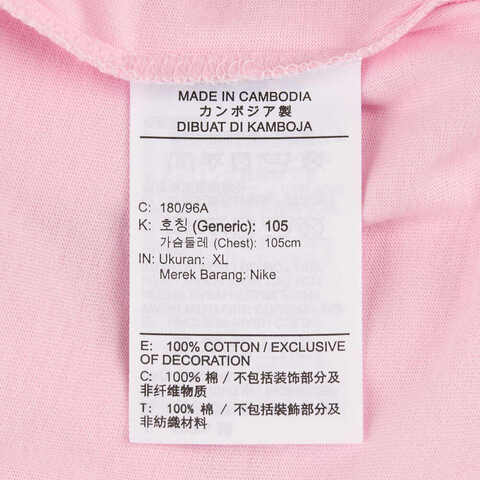 MADE IN CAMBODIA
カンボジア製
DIBUAT DI KAMBOJA
C: 180/96A
K: 호칭 (Generic): 105
가슴둘레 (Chest): 105cm
IN: Ukuran: XL
Merek Barang: Nike
E: 100% COTTON / EXCLUSIVE
OF DECORATION
C: 100% 棉 / 不包括装饰部分及
非纤维物质
T: 100% 棉 / 不包括裝飾部分及
非紡織材料